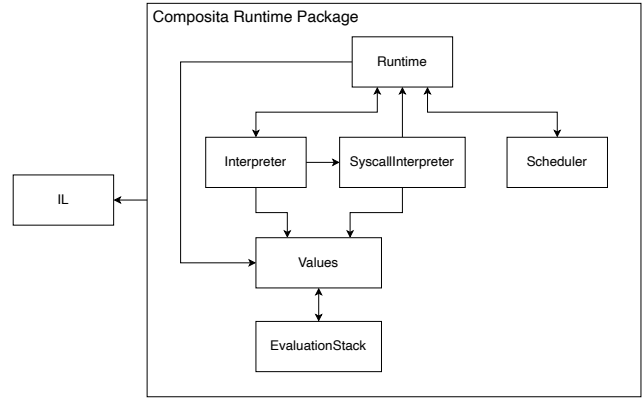 Composita Runtime Package
Runtime
Interpreter
SyscallInterpreter
Scheduler
IL
Values
EvaluationStack